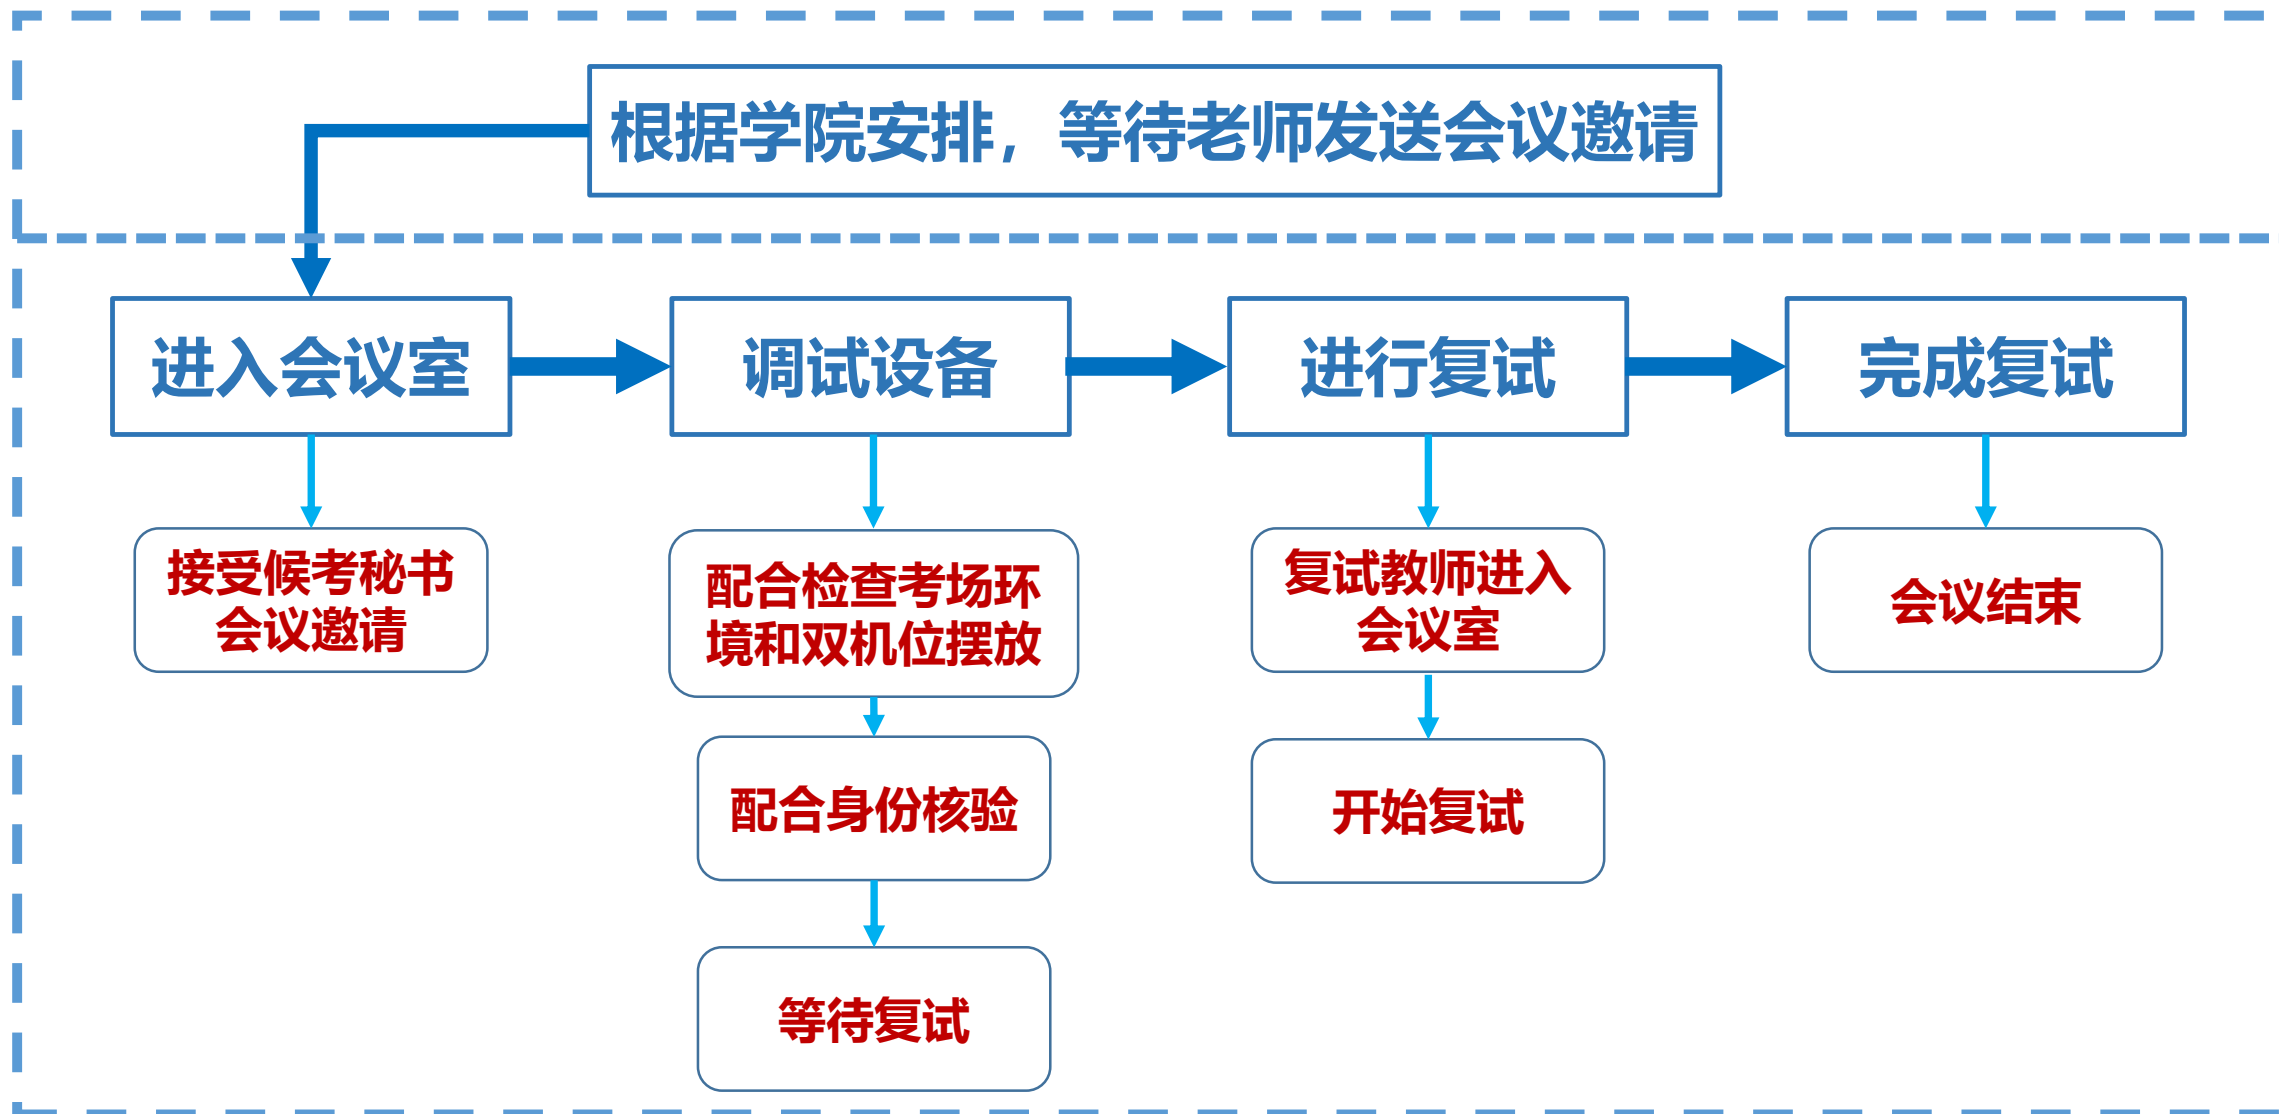 根据学院安排，等待老师发送会议邀请
进入会议室
调试设备
进行复试
完成复试
接受候考秘书
会议邀请
配合检查考场环
境和双机位摆放
复试教师进入
会议室
会议结束
配合身份核验
开始复试
等待复试